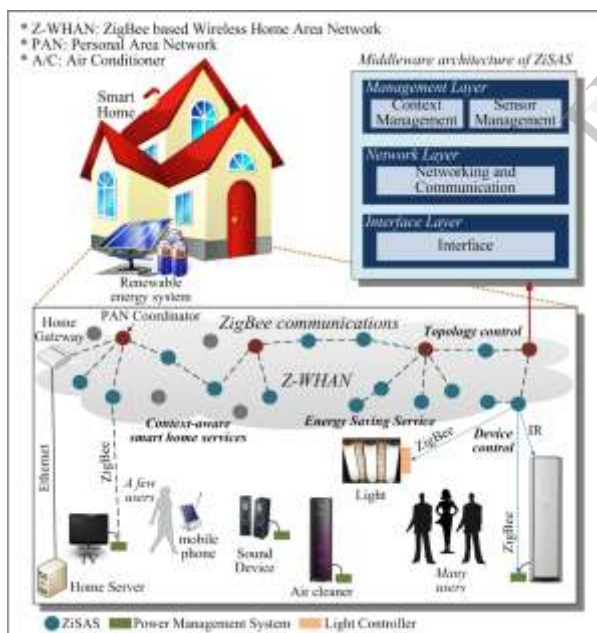 * Z-WHAN: ZigBee based Wireless Home Area Network
* PAN: Personal Area Network
* A/C: Air Conditioner
Smart
Home
Renewable
energy system
Middleware architecture of ZiSAS
Management Layer
Context
Management
Sensor
Management
Network Layer
Networking and
Communication
Interface Layer
Interface
Home
Gateway
PAN Coordinator
ZigBee communications
Topology control
Z-WHAN
Context-aware
smart home services
Energy Saving Service
Device
control
IR
ZigBee
ZigBee
ZigBee
Ethernet
A few
users
mobile
phone
Sound
Device
Light
Air cleaner
Many
users
Home Server
ZiSAS
Power Management System
Light Controller